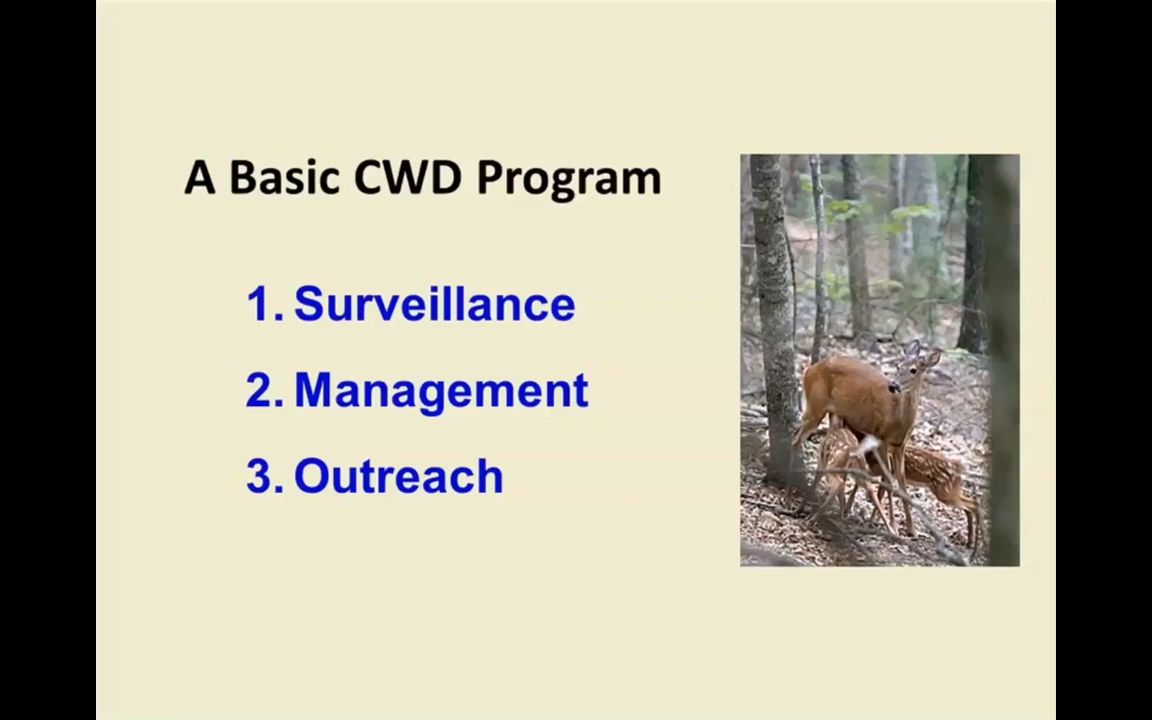 A Basic CWD Program
1. Surveillance
2. Management
3. Outreach